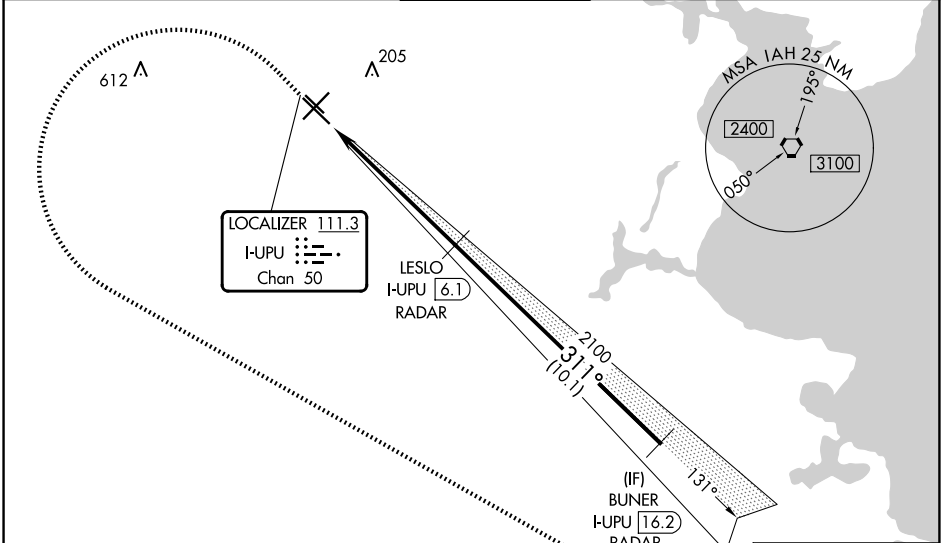 612
205
MSA IAH 25 NM
195°
2400
3100
050°
LOCALIZER 111.3
I-UPU
Chan 50
LESLO
I-UPU 6.1
RADAR
2100
311°
(10.1)
131°
(IF)
BUNER
I-UPU 16.2
RADAR